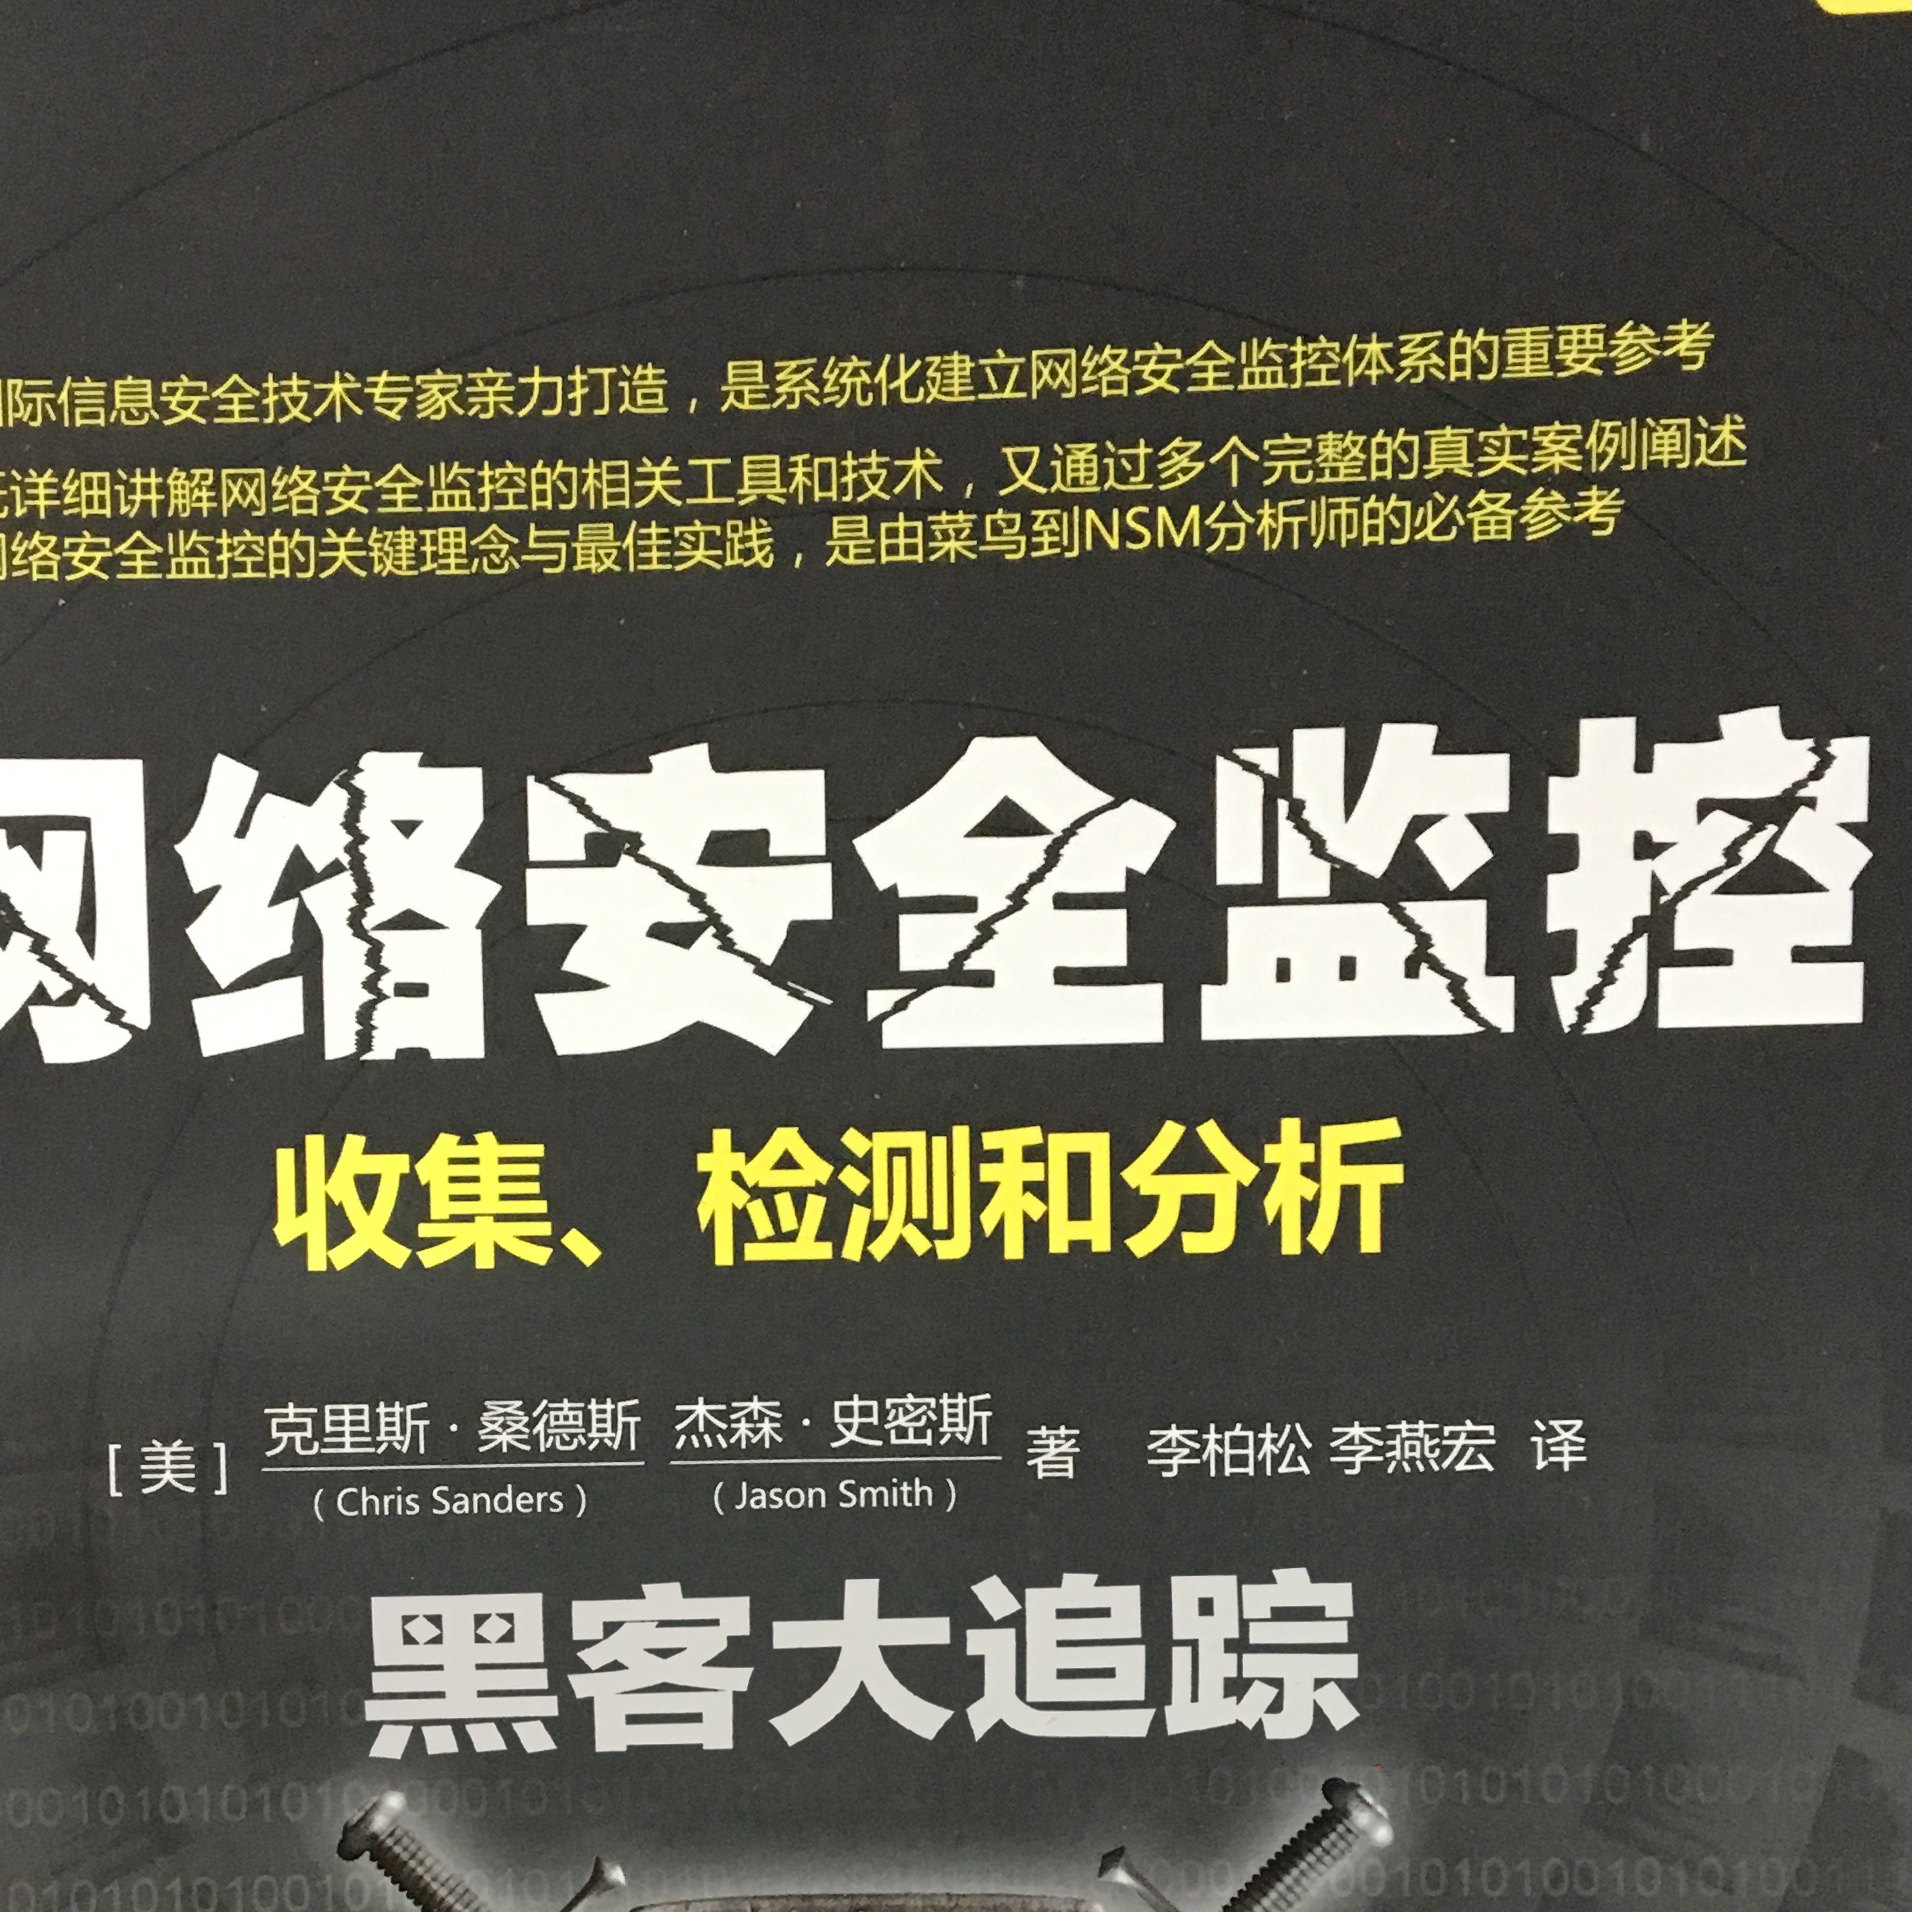 国际信息安全技术专家亲力打造，是系统化建立网络安全监控体系的重要参考
既详细讲解网络安全监控的相关工具和技术，又通过多个完整的真实案例阐述
网络安全监控的关键理念与最佳实践，是由菜鸟到NSM分析师的必备参考
网络安全监控
收集、检测和分析
[美] 克里斯·桑德斯 杰森·史密斯 著 李柏松 李燕宏 译
(Chris Sanders) (Jason Smith)
黑客大追踪